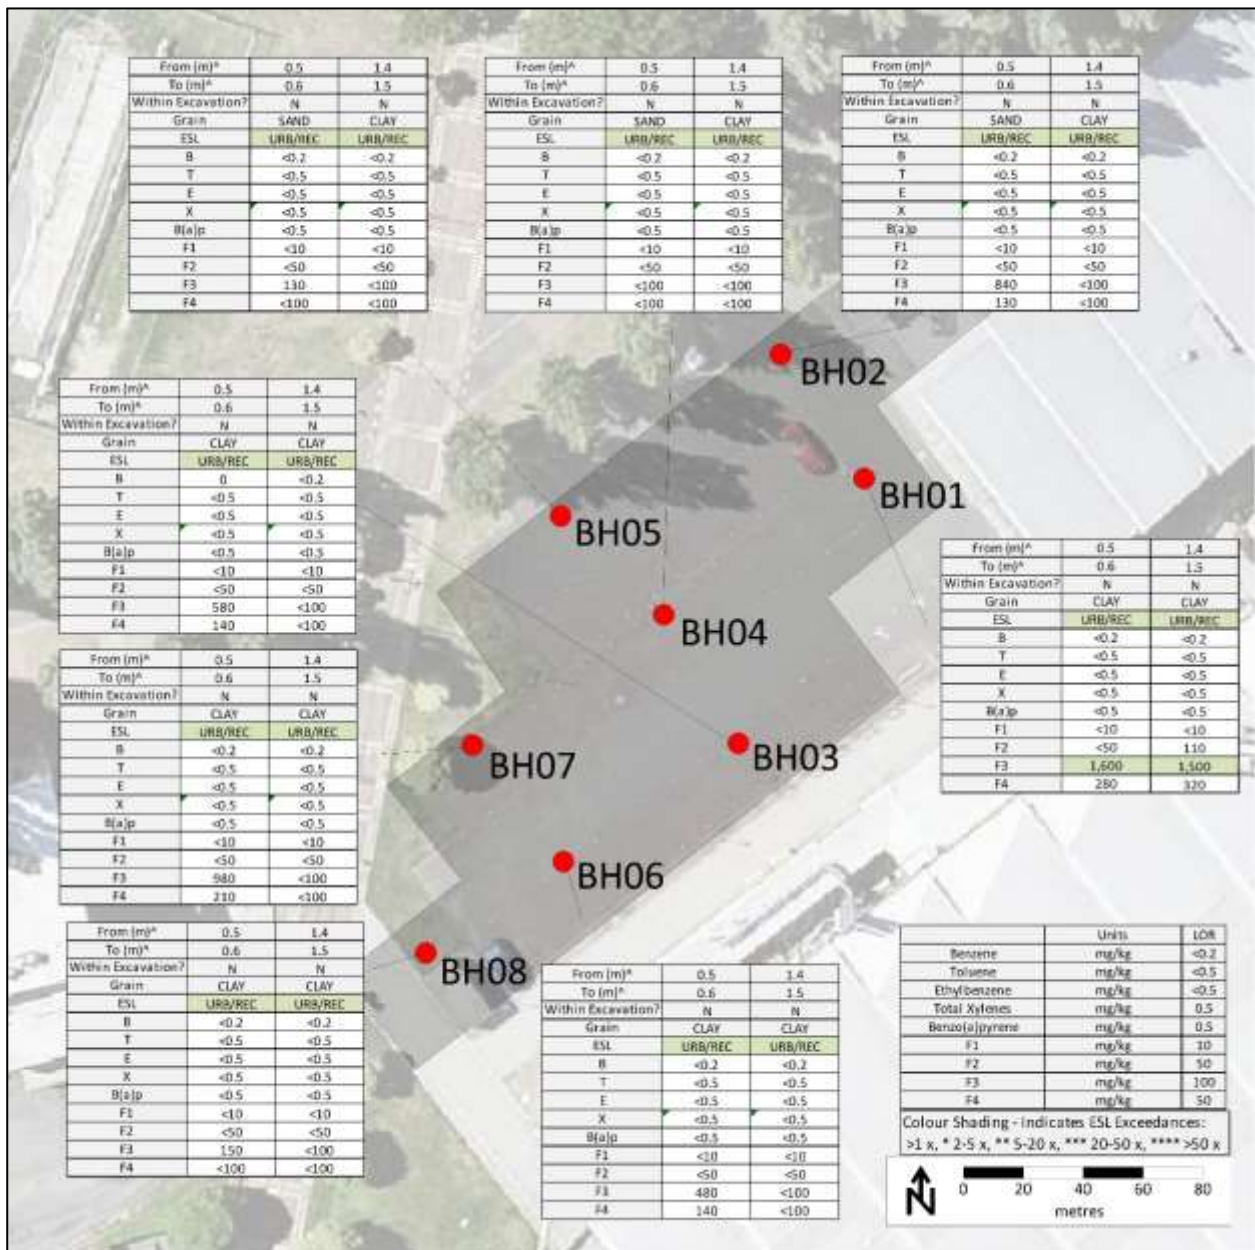 From (m)^ 0.5 1.4
To (m)^ 0.6 1.5
Within Excavation? N N
Grain SAND CLAY
ESL URB/REC URB/REC
B <0.2 <0.2
T <0.5 <0.5
E <0.5 <0.5
X <0.5 <0.5
B(a)p <0.5 <0.5
F1 <10 <10
F2 <50 <50
F3 130 <100
F4 <100 <100
From (m)^ 0.5 1.4
To (m)^ 0.6 1.5
Within Excavation? N N
Grain SAND CLAY
ESL URB/REC URB/REC
B <0.2 <0.2
T <0.5 <0.5
E <0.5 <0.5
X <0.5 <0.5
B(a)p <0.5 <0.5
F1 <10 <10
F2 <50 <50
F3 <100 <100
F4 <100 <100
From (m)^ 0.5 1.4
To (m)^ 0.6 1.5
Within Excavation? N N
Grain SAND CLAY
ESL URB/REC URB/REC
B <0.2 <0.2
T <0.5 <0.5
E <0.5 <0.5
X <0.5 <0.5
B(a)p <0.5 <0.5
F1 <10 <10
F2 <50 <50
F3 840 <100
F4 130 <100
BH02
BH01
BH05
BH04
BH07
BH03
BH06
BH08
From (m)^ 0.5 1.4
To (m)^ 0.6 1.5
Within Excavation? N N
Grain CLAY CLAY
ESL URB/REC URB/REC
B 0 <0.2
T <0.5 <0.5
E <0.5 <0.5
X <0.5 <0.5
B(a)p <0.5 <0.5
F1 <10 <10
F2 <50 <50
F3 580 <100
F4 140 <100
From (m)^ 0.5 1.4
To (m)^ 0.6 1.5
Within Excavation? N N
Grain CLAY CLAY
ESL URB/REC URB/REC
B <0.2 <0.2
T <0.5 <0.5
E <0.5 <0.5
X <0.5 <0.5
B(a)p <0.5 <0.5
F1 <10 <10
F2 <50 <50
F3 1,600 1,500
F4 280 320
F2 <50 110
From (m)^ 0.5 1.4
To (m)^ 0.6 1.5
Within Excavation? N N
Grain CLAY CLAY
ESL URB/REC URB/REC
B <0.2 <0.2
T <0.5 <0.5
E <0.5 <0.5
X <0.5 <0.5
B(a)p <0.5 <0.5
F1 <10 <10
F2 <50 <50
F3 980 <100
F4 210 <100
From (m)^ 0.5 1.4
To (m)^ 0.6 1.5
Within Excavation? N N
Grain CLAY CLAY
ESL URB/REC URB/REC
B <0.2 <0.2
T <0.5 <0.5
E <0.5 <0.5
X <0.5 <0.5
B(a)p <0.5 <0.5
F1 <10 <10
F2 <50 <50
F3 150 <100
F4 <100 <100
From (m)^ 0.5 1.4
To (m)^ 0.6 1.5
Within Excavation? N N
Grain CLAY CLAY
ESL URB/REC URB/REC
B <0.2 <0.2
T <0.5 <0.5
E <0.5 <0.5
X <0.5 <0.5
B(a)p <0.5 <0.5
F1 <10 <10
F2 <50 <50
F3 480 <100
F4 140 <100
Units LOR
Benzene mg/kg <0.2
Toluene mg/kg <0.5
Ethylbenzene mg/kg <0.5
Total Xylenes mg/kg 0.5
Benzo(a)pyrene mg/kg 0.5
F1 mg/kg 10
F2 mg/kg 50
F3 mg/kg 100
F4 mg/kg 50
Colour Shading - Indicates ESL Exceedances:
>1 x, * 2-5 x, ** 5-20 x, *** 20-50 x, **** >50 x
N 0 20 40 60 80
metres